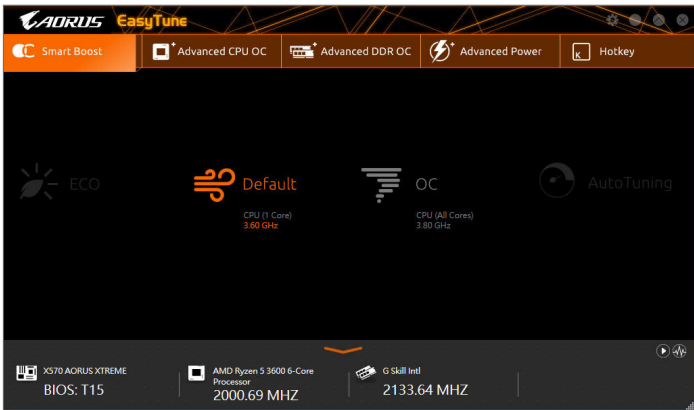 AORUS EasyTune
Smart Boost
Advanced CPU OC
Advanced DDR OC
Advanced Power
K
Hotkey
ECO
Default
CPU (1 Core)
3.60 GHz
OC
CPU (All Cores)
3.80 GHz
AutoTuning
X570 AORUS XTREME
BIOS: T15
AMD Ryzen 5 3600 6-Core
Processor
2000.69 MHZ
G Skill Intl
2133.64 MHZ